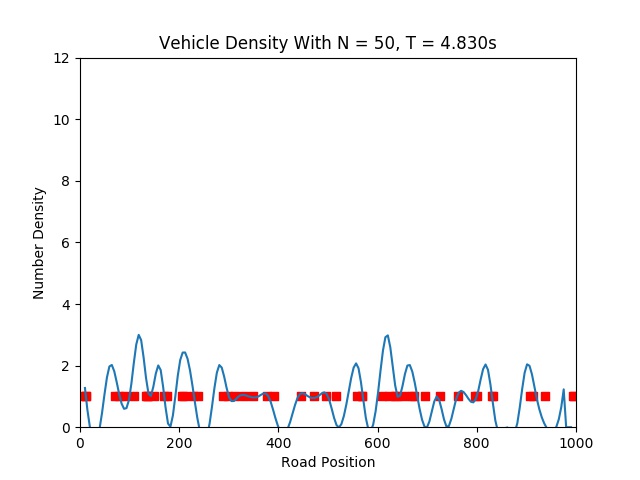 Vehicle Density With N = 50, T = 4.830s
12
10
8
6
4
2
0
Number Density
0 200 400 600 800 1000
Road Position